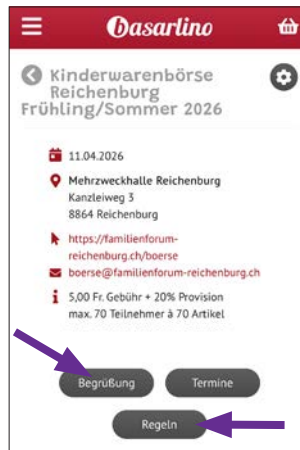 basarlino
Kinderwarenbörse
Reichenburg
Frühling/Sommer 2026
11.04.2026
Mehrzweckhalle Reichenburg
Kanzleiweg 3
8864 Reichenburg
https://familienforum-
reichenburg.ch/boerse
boerse@familienforum-reichenburg.ch
5,00 Fr. Gebühr + 20% Provision
max. 70 Teilnehmer à 70 Artikel
Begrüßung Termine
Regeln